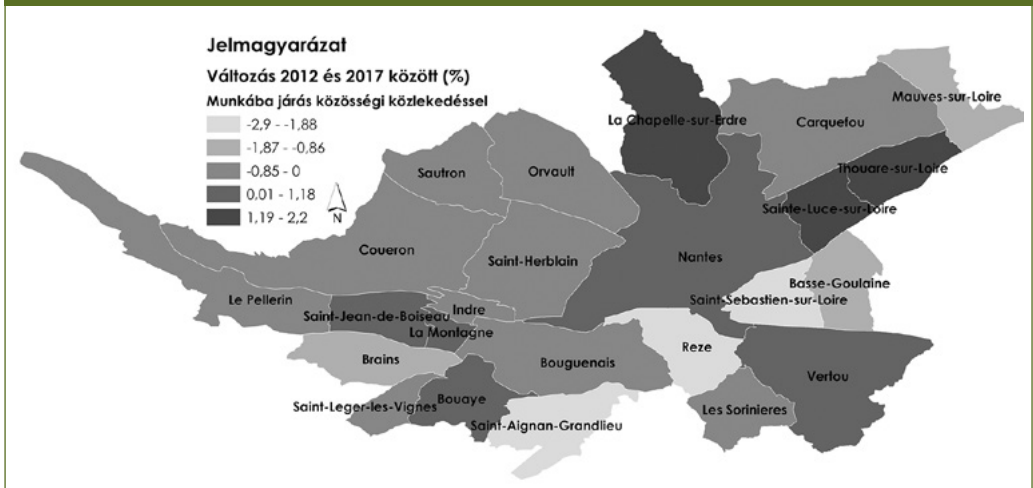 Jelmagyarázat
Változás 2012 és 2017 között (%)
Munkába járás közösségi közlekedéssel
-2,9 - -1,88
-1,87 - -0,86
-0,85 - 0
0,01 - 1,18
1,19 - 2,2
N
La Chapelle-sur-Erdre
Carquefou
Mauves-sur-Loire
Thouare-sur-Loire
Sautron
Orvault
Sainte-Luce-sur-Loire
Coueron
Saint-Herblain
Nantes
Basse-Goulaine
Saint-Sebastien-sur-Loire
Le Pellerin
Indre
Saint-Jean-de-Boiseau
La Montagne
Reze
Brains
Bouguenais
Vertou
Saint-Leger-les-Vignes
Bouaye
Les Sorinieres
Saint-Aignan-Grandlieu